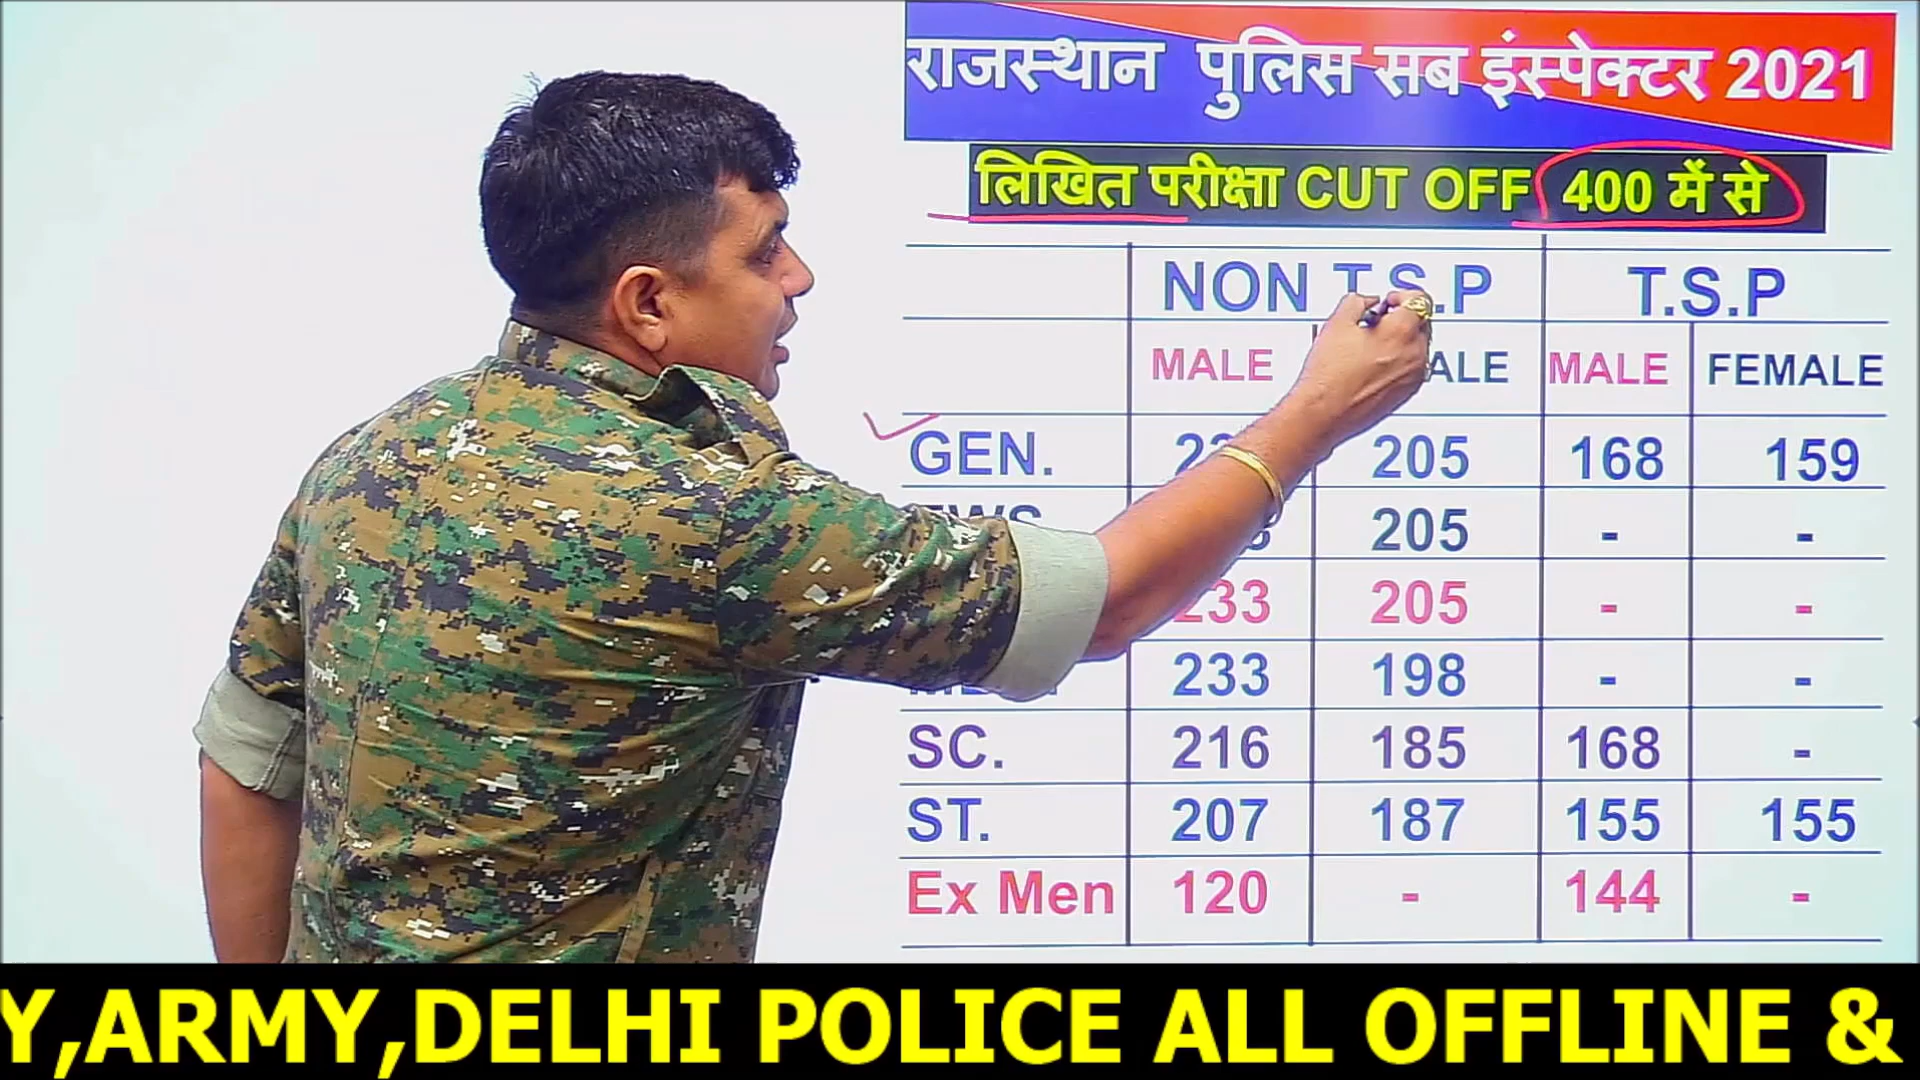 राजस्थान पुलिस सब इंस्पेक्टर 2021
लिखित परीक्षा CUT OFF 400 में से
NON T.S.P T.S.P
MALE MALE FEMALE
GEN. 205 168 159
205 - -
233 205 - -
233 198 - -
SC. 216 185 168 -
ST. 207 187 155 155
Ex Men 120 - 144 -
Y,ARMY,DELHI POLICE ALL OFFLINE &